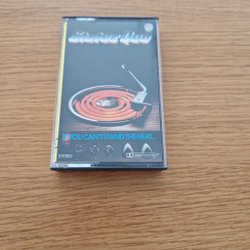 Status Quo
IF YOU CAN'T STAND THE HEAT..
STEREO